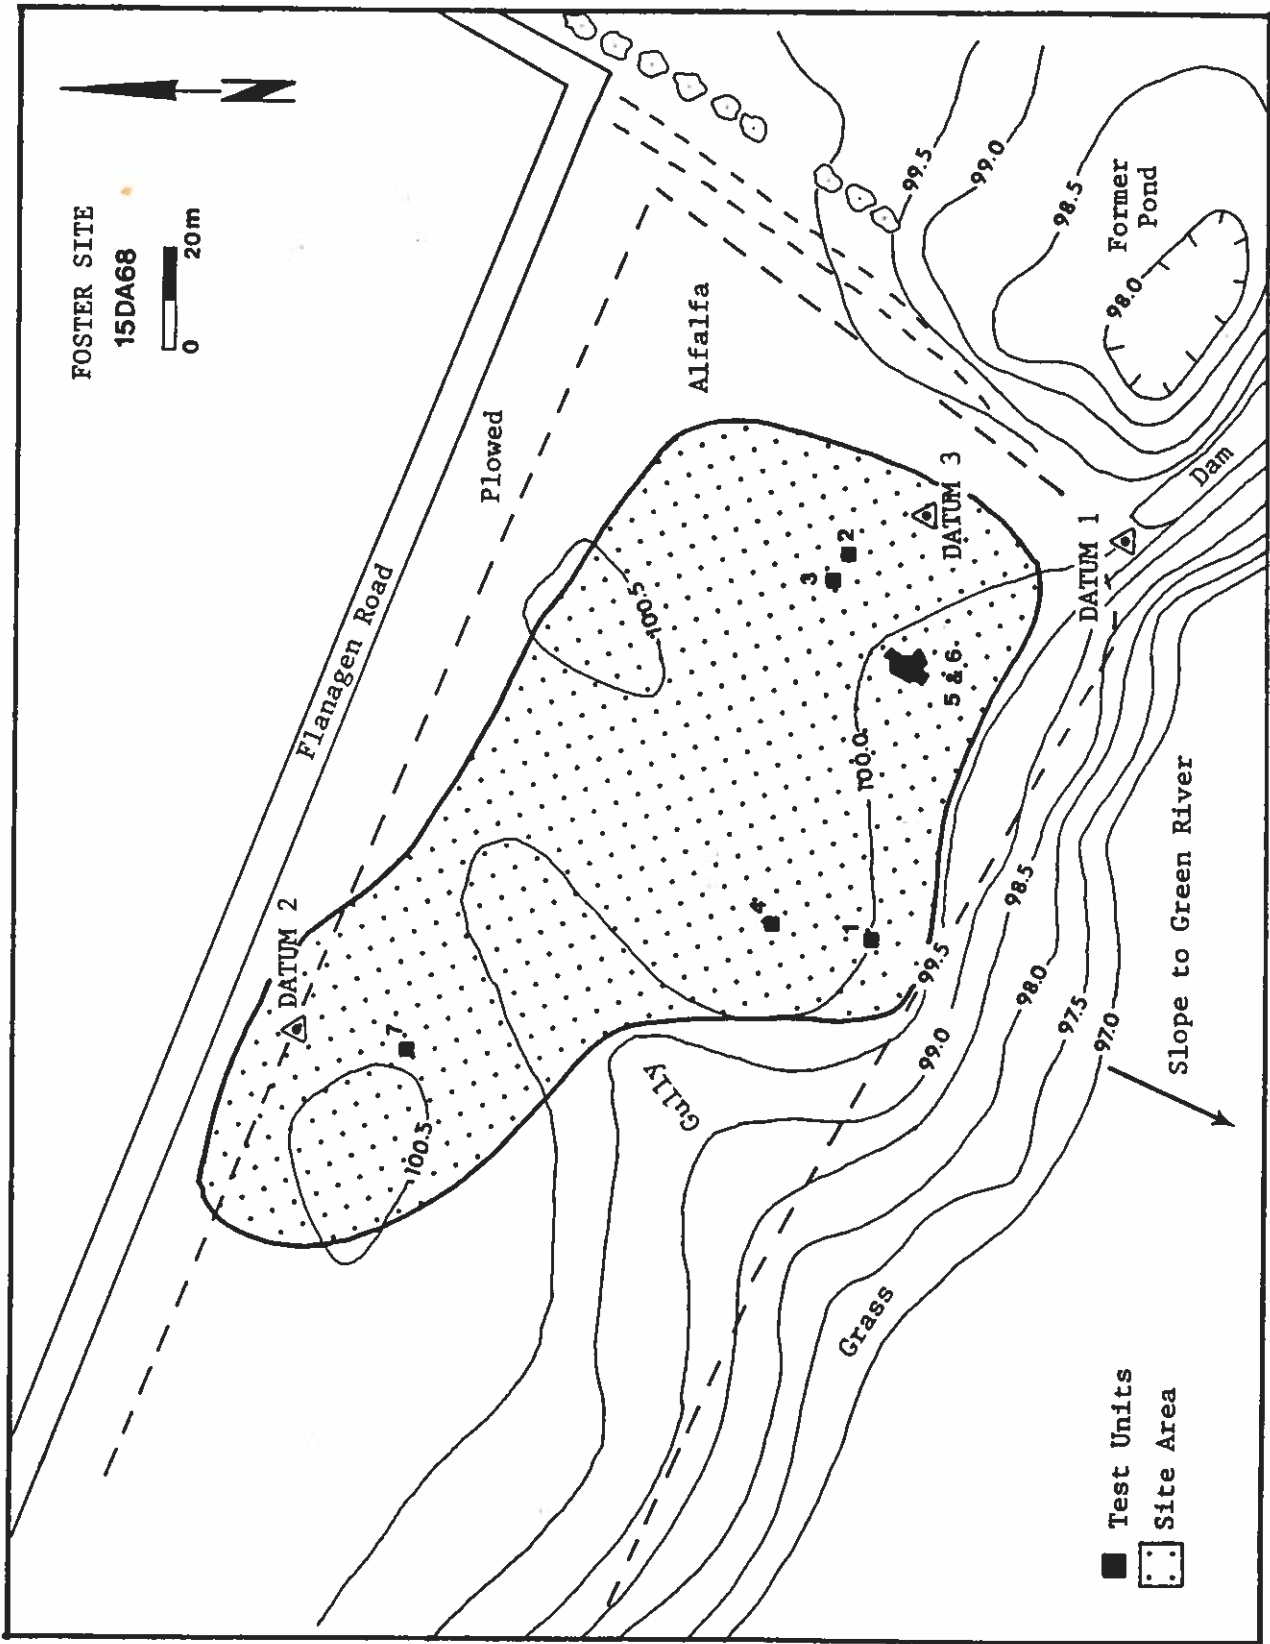 FOSTER SITE
15DA68
0 20m
N
Flanagen Road
Plowed
Alfalfa
DATUM 2
7
100.5
100.5
3
2
DATUM 3
4
1
100.0
5 & 6
DATUM 1
Dam
Gully
99.5
99.0
98.5
98.0
97.5
97.0
99.5
99.0
98.5
98.0
Former
Pond
Grass
Slope to Green River
Test Units
Site Area